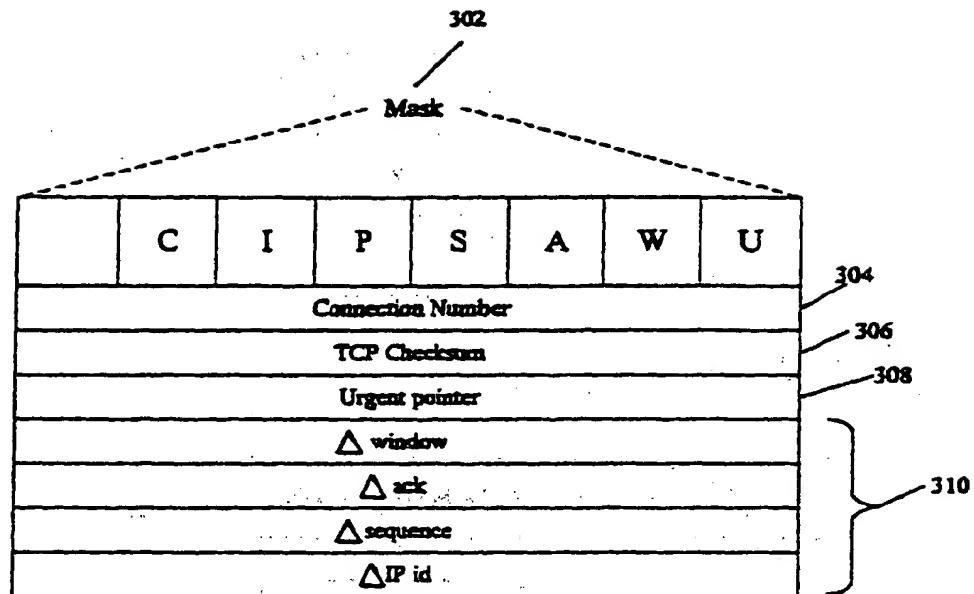 302
Mask
C I P S A W U
304
Connection Number
306
TCP Checksum
308
Urgent pointer
△ window
△ ack
310
△ sequence
△ IP id